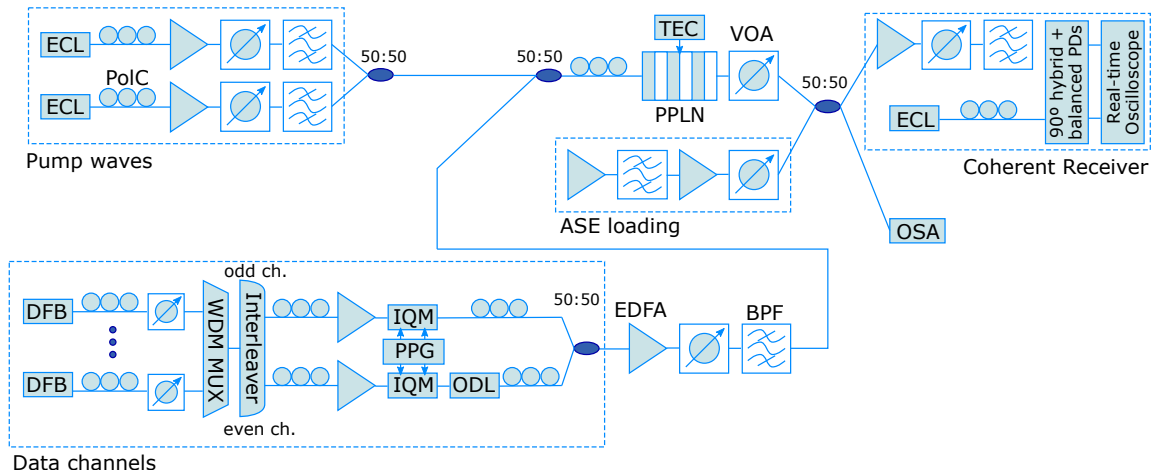 ECL
PolC
ECL
Pump waves
50:50
50:50
TEC
PPLN
VOA
50:50
ASE loading
ECL
90º hybrid +
balanced PDs
Real-time
Oscilloscope
Coherent Receiver
OSA
odd ch.
DFB
DFB
WDM MUX
Interleaver
IQM
PPG
IQM
ODL
50:50
even ch.
Data channels
EDFA
BPF